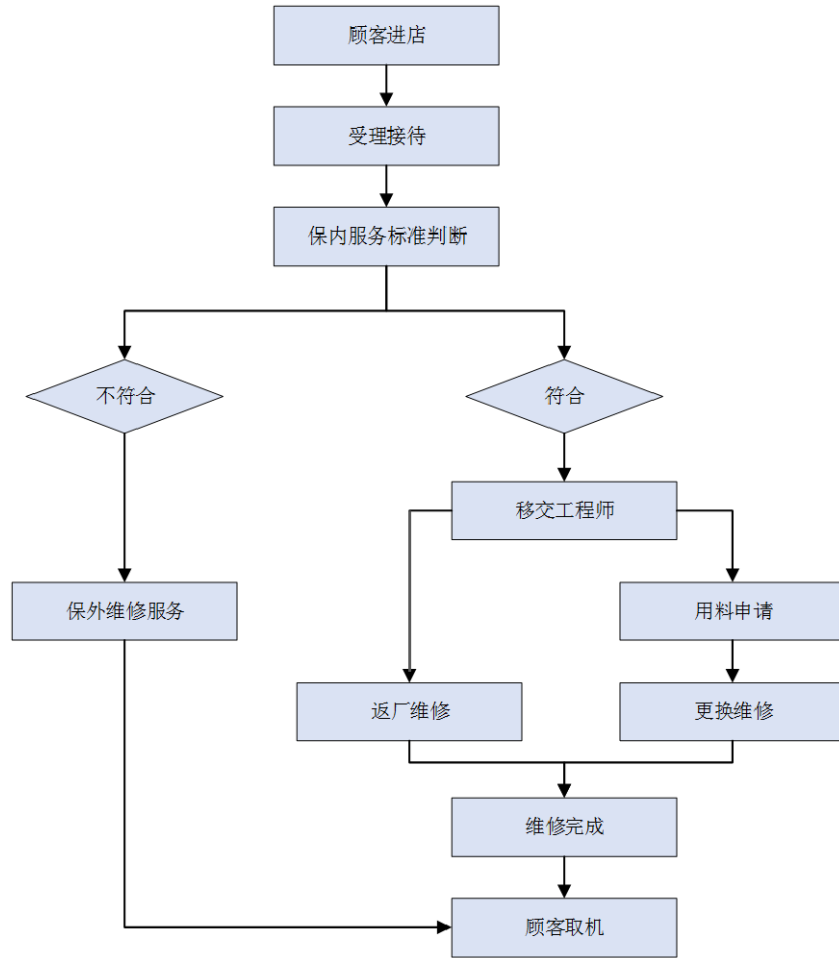 顾客进店
受理接待
保内服务标准判断
不符合
符合
移交工程师
保外维修服务
用料申请
返厂维修
更换维修
维修完成
顾客取机